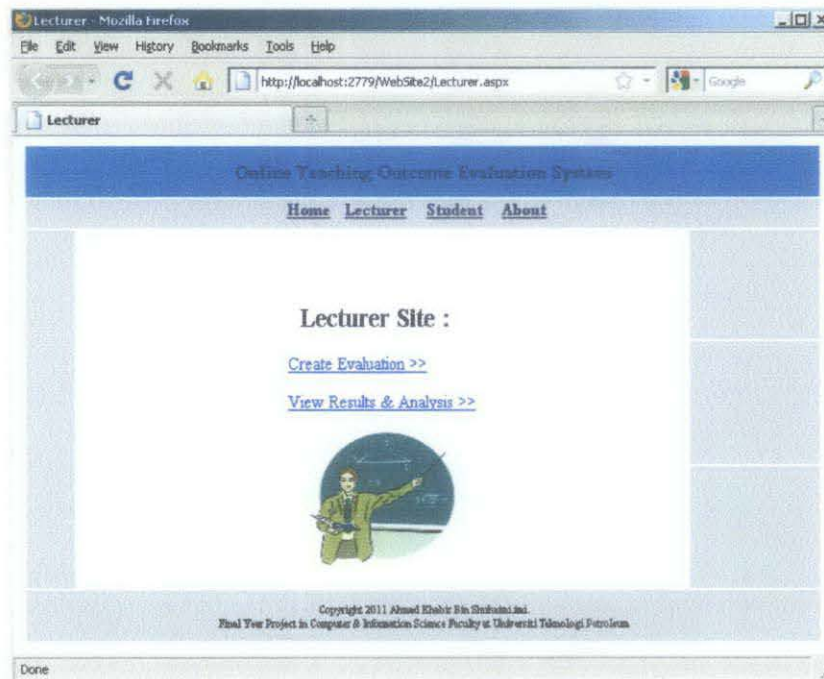 Lecturer - Mozilla Firefox
File Edit View History Bookmarks Tools Help
http://localhost:2779/WebSite2/Lecturer.aspx
Google
Lecturer
Online Teaching Outcome Evaluation System
Home Lecturer Student About
Lecturer Site :
Create Evaluation >>
View Results & Analysis >>
Copyright 2011 Ahmad Khabir Bin
Final Year Project in Computer & Information Science Faculty at Universiti Teknologi Petroleum
Done